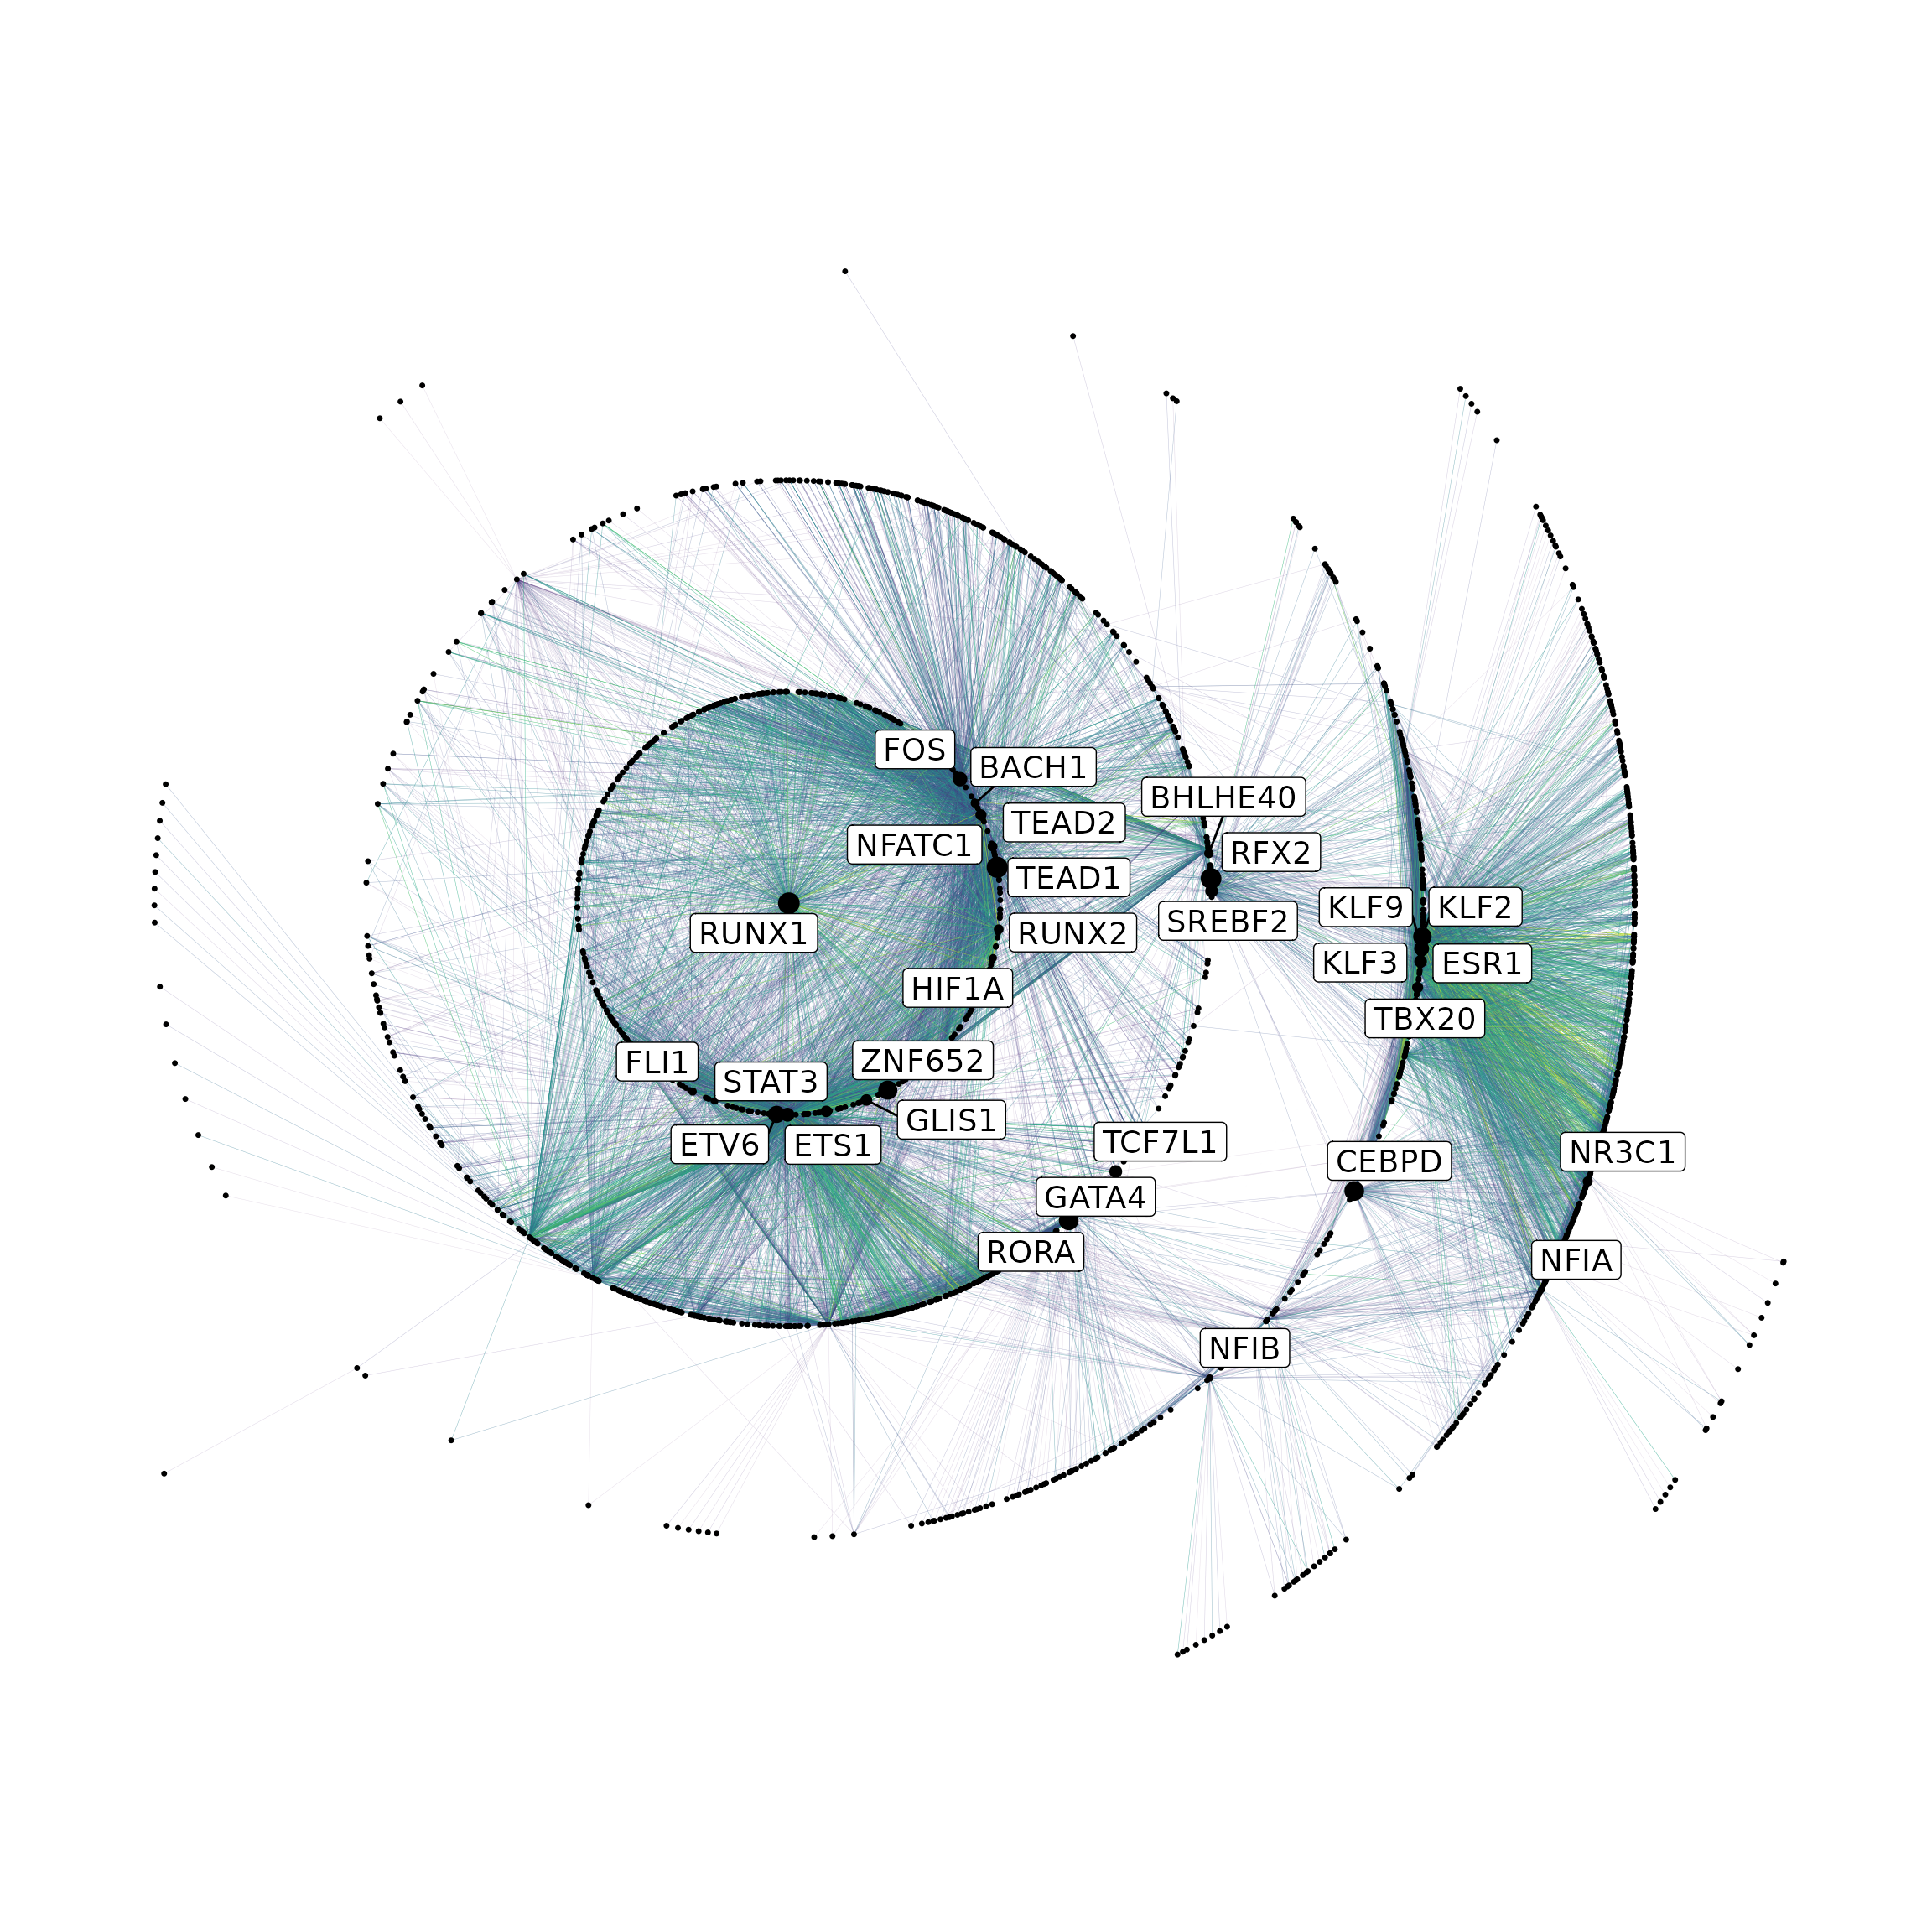 FOS
BACH1
BHLHE40
TEAD2
NFATC1
RFX2
TEAD1
KLF9
KLF2
SREBF2
RUNX1
RUNX2
KLF3
ESR1
HIF1A
TBX20
FLI1
ZNF652
STAT3
GLIS1
ETV6
ETS1
TCF7L1
NR3C1
CEBPD
GATA4
RORA
NFIA
NFIB